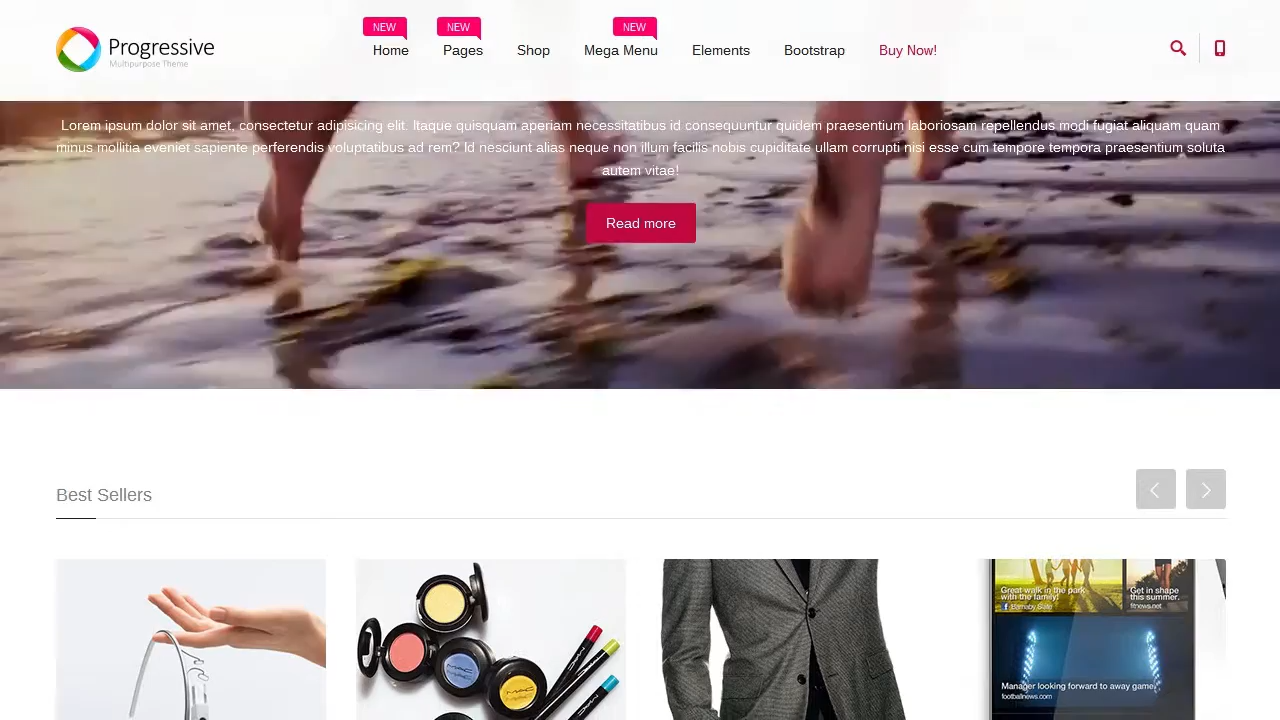 NEW
NEW
NEW
Progressive
Multipurpose Theme
Home
Pages
Shop
Mega Menu
Elements
Bootstrap
Buy Now!
Lorem ipsum dolor sit amet, consectetur adipisicing elit. Itaque quisquam aperiam necessitatibus id consequuntur quidem praesentium laboriosam repellendus modi fugiat aliquam quam
minus mollitia eveniet sapiente perferendis voluptatibus ad rem? Id nesciunt alias neque non illum facilis nobis cupiditate ullam corrupti nisi esse cum tempore tempora praesentium soluta
autem vitae!
Read more
Best Sellers
Great walk in the park
with the family!
Barnaby Suite
Get in shape
this summer.
fitnews.net
Manager looking forward to away game.
footballnews.com
MAC
MAC